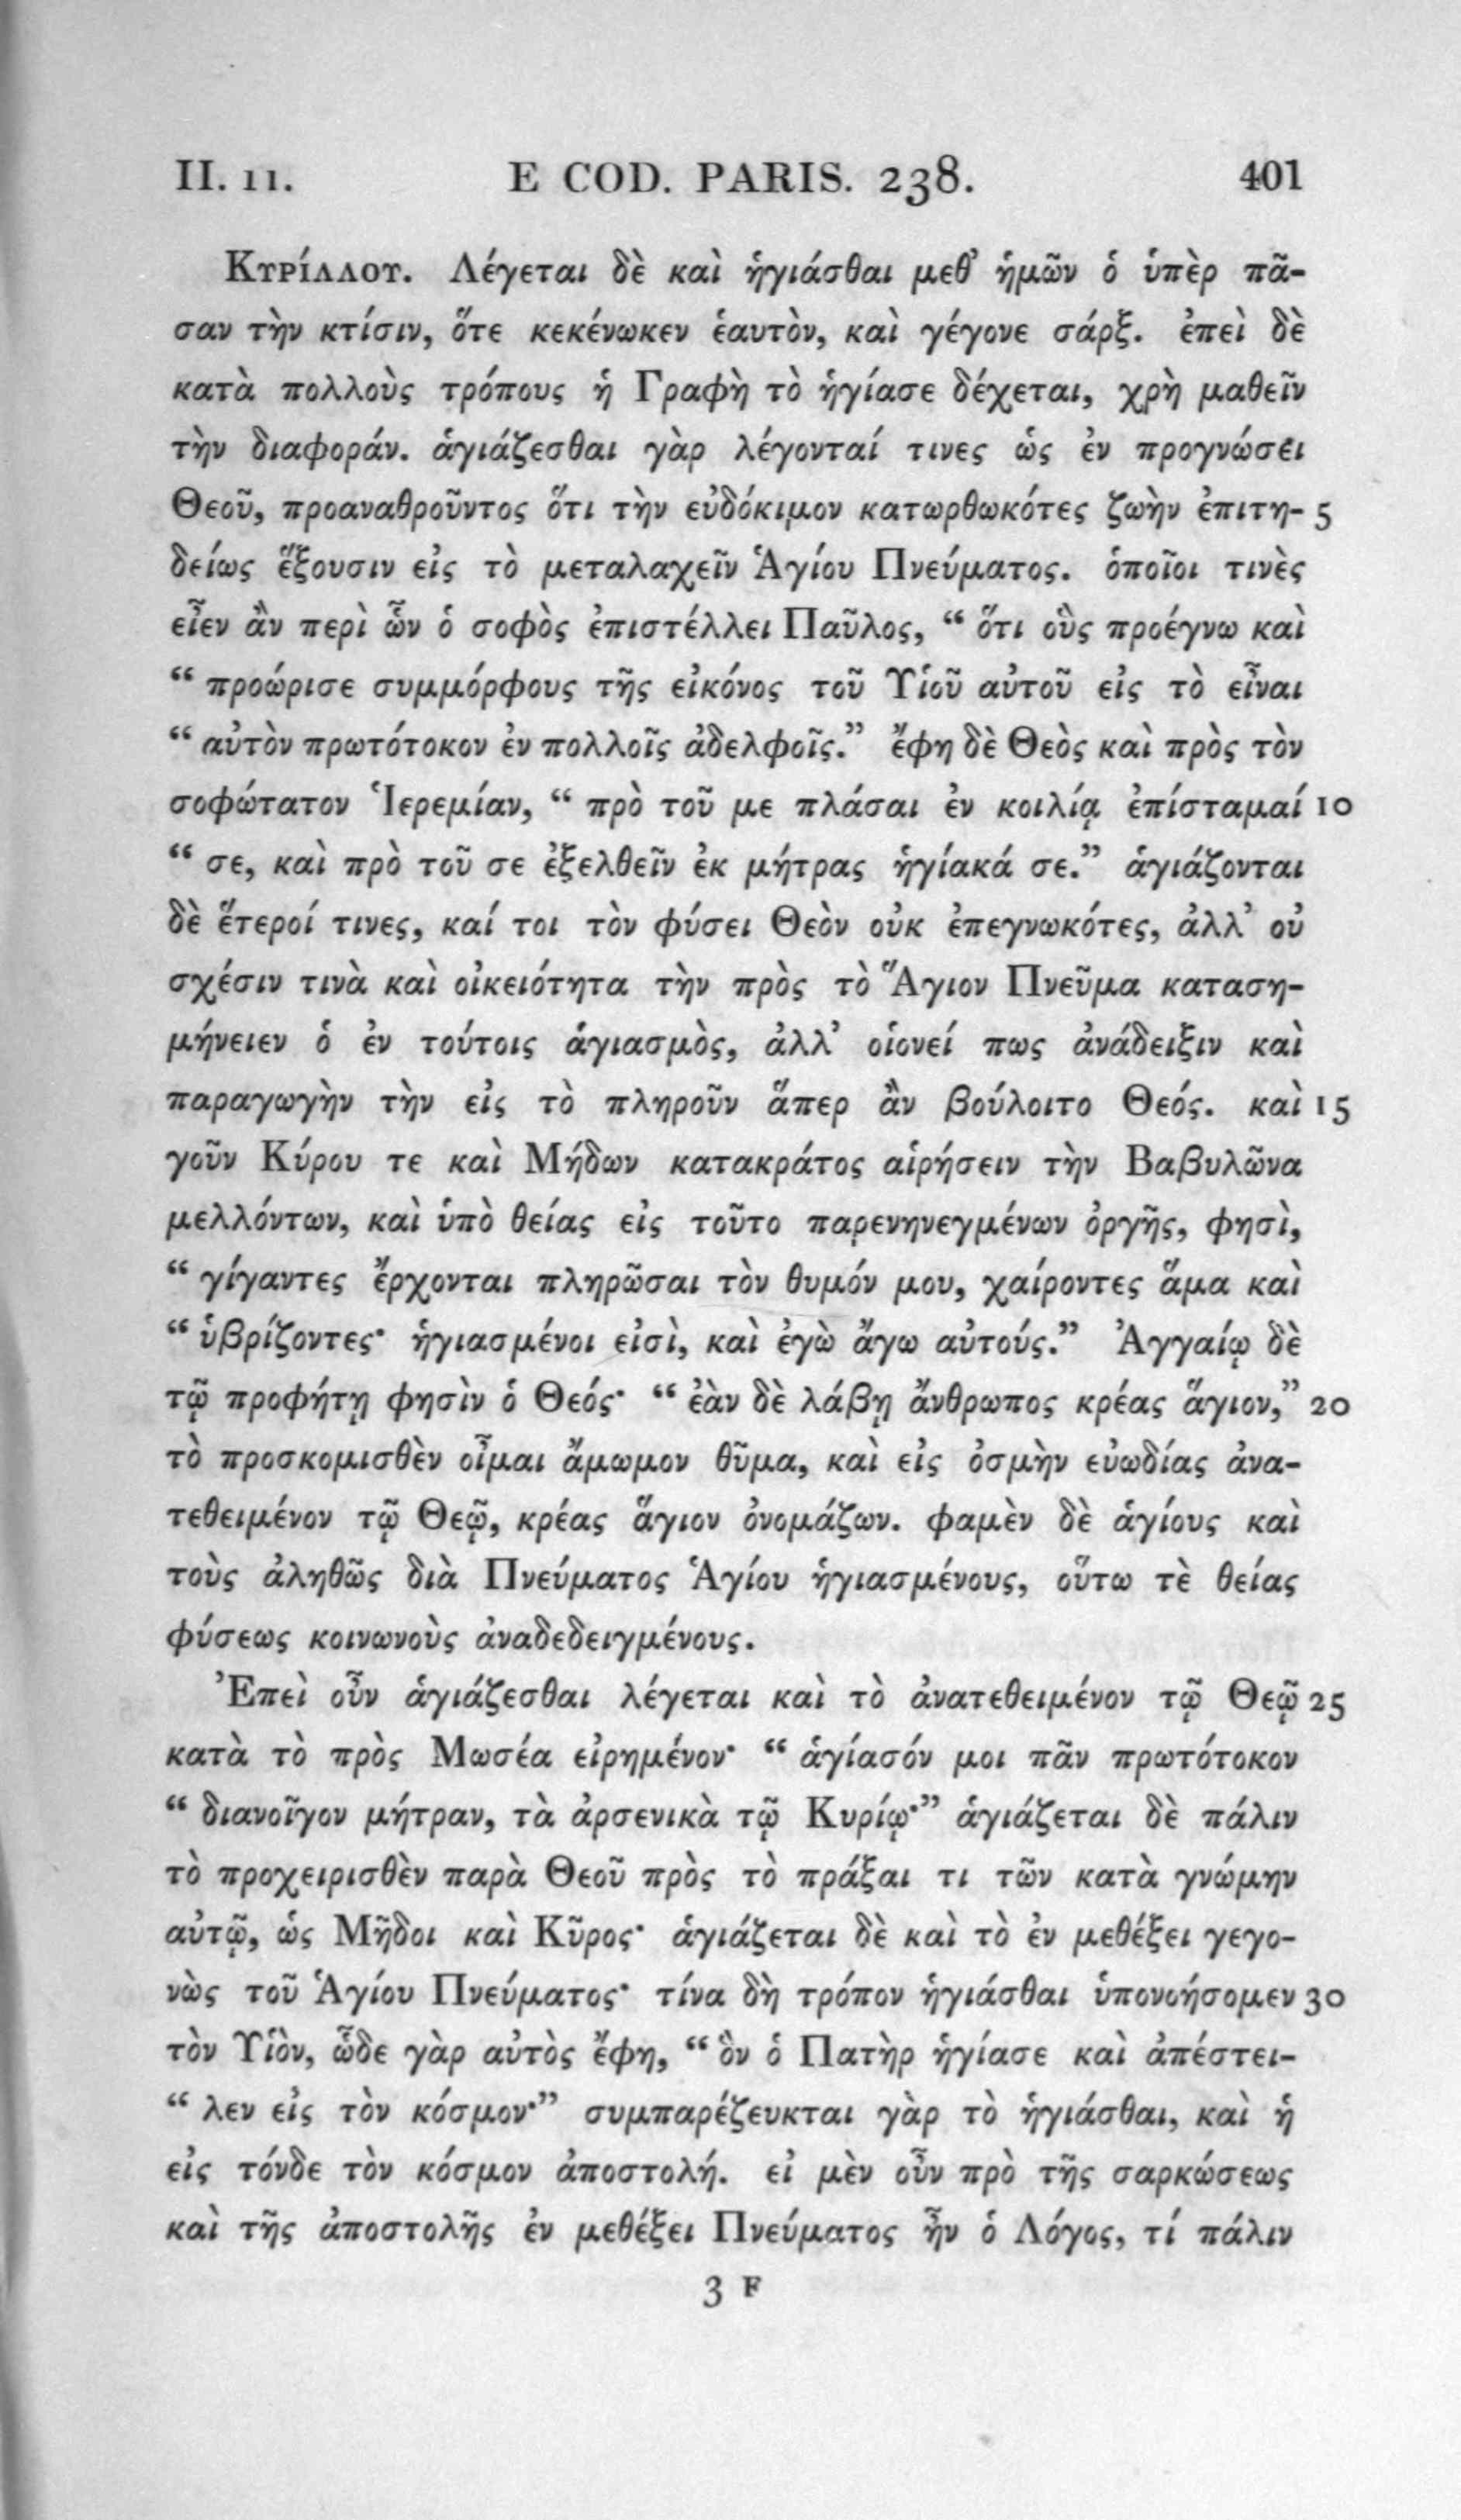 II. 11. E COD. PARIS. 238. 401
Κυρίλλου. Λέγεται δὲ καὶ ἡγιάσθαι μεθ’ ἡμῶν ὁ ὑπὲρ πᾶ-
σαν τὴν κτίσιν, ὅτε κεκένωκεν ἑαυτὸν, καὶ γέγονε σάρξ. ἐπεὶ δὲ
κατὰ πολλοὺς τρόπους ἡ Γραφὴ τὸ ἡγίασε δέχεται, χρὴ μαθεῖν
τὴν διαφοράν. ἁγιάζεσθαι γὰρ λέγονταί τινες ὡς ἐν προγνώσει
Θεοῦ, προαναθροῦντος ὅτι τὴν εὐδόκιμον κατωρθωκότες ζωὴν ἐπιτη- 5
δείως ἕξουσιν εἰς τὸ μεταλαχεῖν Ἁγίου Πνεύματος. ὁποῖοι τινὲς
εἶεν ἂν περὶ ὧν ὁ σοφὸς ἐπιστέλλει Παῦλος, “ ὅτι οὓς προέγνω καὶ
“ προώρισε συμμόρφους τῆς εἰκόνος τοῦ Υἱοῦ αὐτοῦ εἰς τὸ εἶναι
“ αὐτὸν πρωτότοκον ἐν πολλοῖς ἀδελφοῖς.” ἔφη δὲ Θεὸς καὶ πρὸς τὸν
σοφώτατον Ἱερεμίαν, “ πρὸ τοῦ με πλάσαι ἐν κοιλίᾳ ἐπίσταμαί 10
“ σε, καὶ πρὸ τοῦ σε ἐξελθεῖν ἐκ μήτρας ἡγίακά σε.” ἁγιάζονται
δὲ ἕτεροί τινες, καί τοι τὸν φύσει Θεὸν οὐκ ἐπεγνωκότες, ἀλλ’ οὐ
σχέσιν τινὰ καὶ οἰκειότητα τὴν πρὸς τὸ Ἅγιον Πνεῦμα καταση-
μήνειεν ὁ ἐν τούτοις ἁγιασμὸς, ἀλλ’ οἱονεί πως ἀνάδειξιν καὶ
παραγωγὴν τὴν εἰς τὸ πληροῦν ἅπερ ἂν βούλοιτο Θεός. καὶ 15
γοῦν Κύρου τε καὶ Μήδων κατακράτος αἱρήσειν τὴν Βαβυλῶνα
μελλόντων, καὶ ὑπὸ θείας εἰς τοῦτο παρενηνεγμένων ὀργῆς, φησὶ,
“ γίγαντες ἔρχονται πληρῶσαι τὸν θυμόν μου, χαίροντες ἅμα καὶ
“ ὑβρίζοντες· ἡγιασμένοι εἰσὶ, καὶ ἐγὼ ἄγω αὐτούς.” Ἀγγαίῳ δὲ
τῷ προφήτῃ φησὶν ὁ Θεός· “ ἐὰν δὲ λάβῃ ἄνθρωπος κρέας ἅγιον,” 20
τὸ προσκομισθὲν οἶμαι ἄμωμον θῦμα, καὶ εἰς ὀσμὴν εὐωδίας ἀνα-
τεθειμένον τῷ Θεῷ, κρέας ἅγιον ὀνομάζων. φαμὲν δὲ ἁγίους καὶ
τοὺς ἀληθῶς διὰ Πνεύματος Ἁγίου ἡγιασμένους, οὕτω τὲ θείας
φύσεως κοινωνοὺς ἀναδεδειγμένους.
Ἐπεὶ οὖν ἁγιάζεσθαι λέγεται καὶ τὸ ἀνατεθειμένον τῷ Θεῷ 25
κατὰ τὸ πρὸς Μωσέα εἰρημένον· “ ἁγίασόν μοι πᾶν πρωτότοκον
“ διανοῖγον μήτραν, τὰ ἀρσενικὰ τῷ Κυρίῳ·” ἁγιάζεται δὲ πάλιν
τὸ προχειρισθὲν παρὰ Θεοῦ πρὸς τὸ πρᾶξαι τι τῶν κατὰ γνώμην
αὐτῷ, ὡς Μῆδοι καὶ Κῦρος· ἁγιάζεται δὲ καὶ τὸ ἐν μεθέξει γεγο-
νὼς τοῦ Ἁγίου Πνεύματος· τίνα δὴ τρόπον ἡγιάσθαι ὑπονοήσομεν 30
τὸν Υἱὸν, ὧδε γὰρ αὐτὸς ἔφη, “ ὃν ὁ Πατὴρ ἡγίασε καὶ ἀπέστει-
“ λεν εἰς τὸν κόσμον·” συμπαρέζευκται γὰρ τὸ ἡγιάσθαι, καὶ ἡ
εἰς τόνδε τὸν κόσμον ἀποστολή. εἰ μὲν οὖν πρὸ τῆς σαρκώσεως
καὶ τῆς ἀποστολῆς ἐν μεθέξει Πνεύματος ἦν ὁ Λόγος, τί πάλιν
3 F